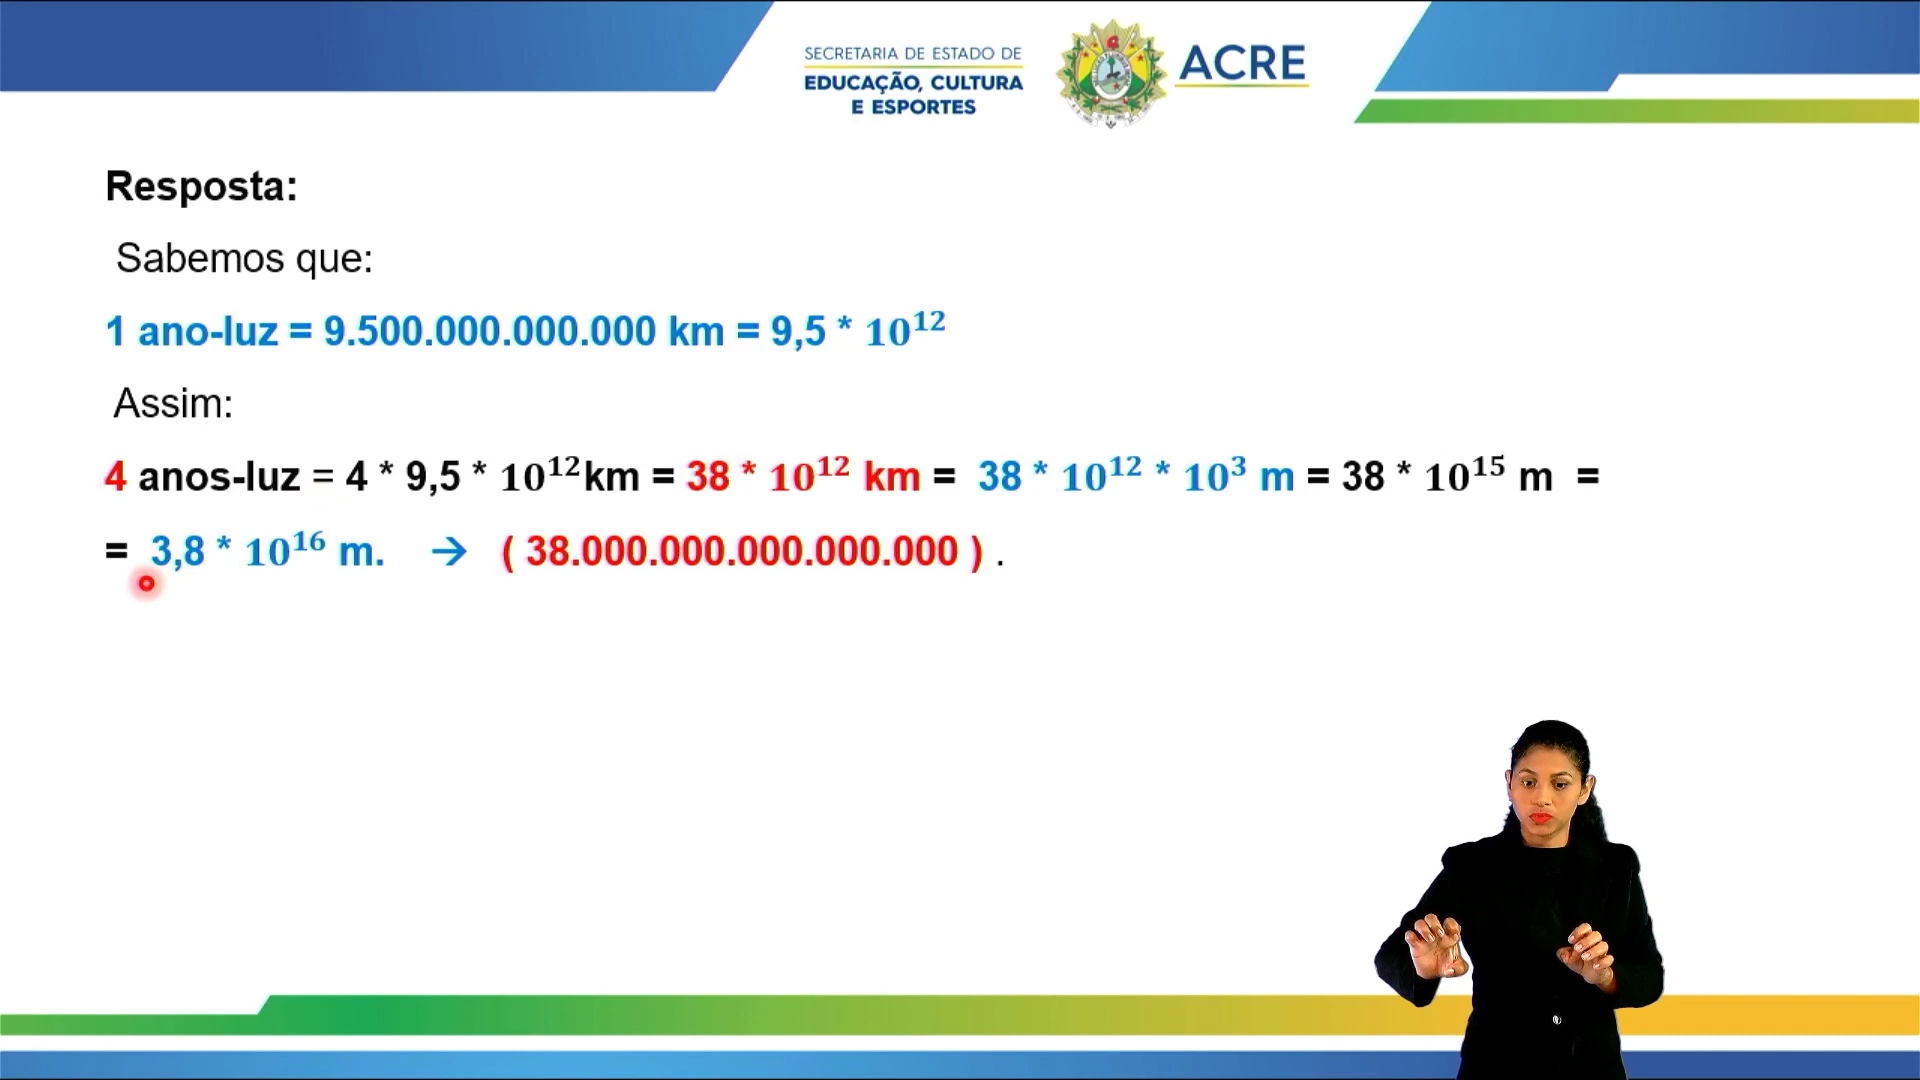 SECRETARIA DE ESTADO DE
EDUCAÇÃO, CULTURA
E ESPORTES
ACRE
Resposta:
Sabemos que:
1 ano-luz = 9.500.000.000.000 km = 9,5 * 10¹²
Assim:
4 anos-luz = 4 * 9,5 * 10¹²km = 38 * 10¹² km = 38 * 10¹² * 10³ m = 38 * 10¹⁵ m =
= 3,8 * 10¹⁶ m. → ( 38.000.000.000.000.000 ) .